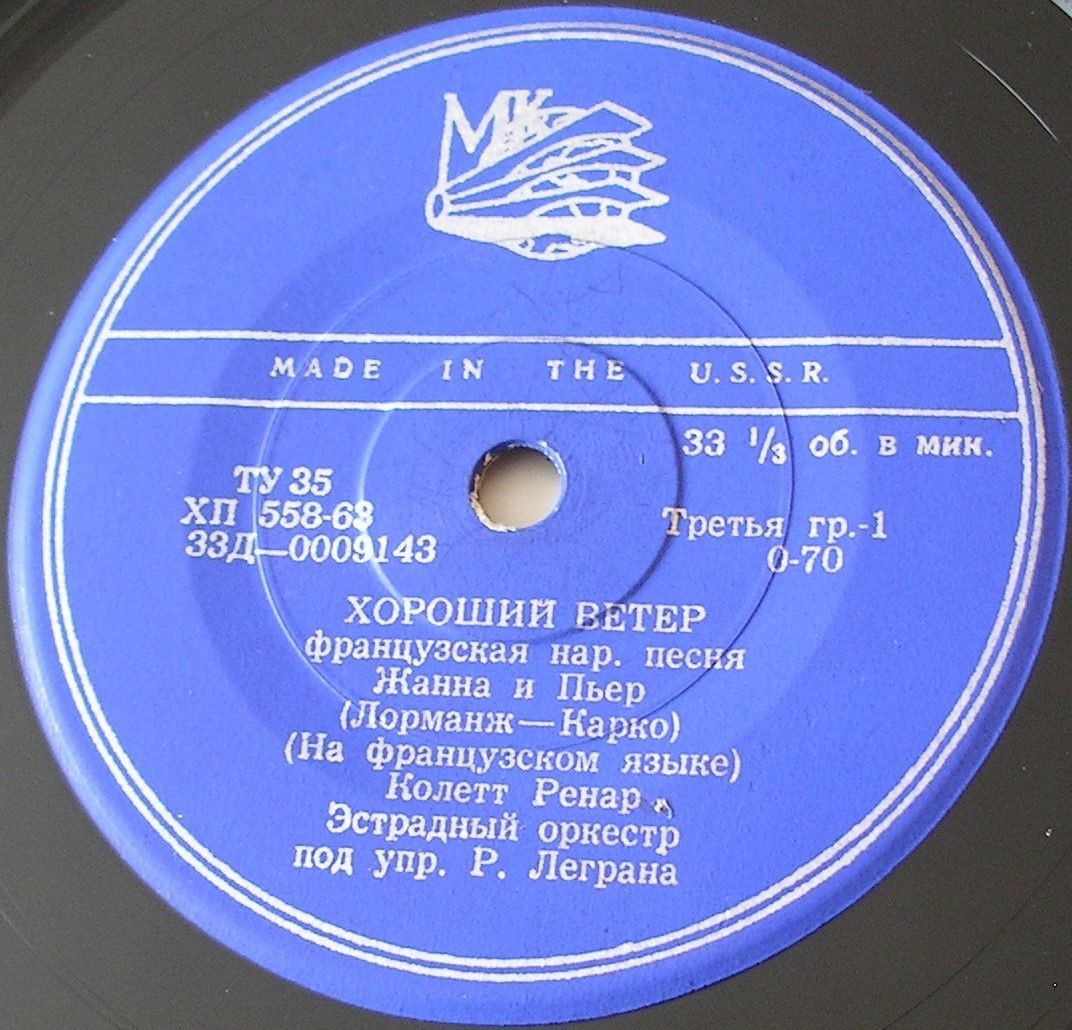 МК
MADE IN THE U.S.S.R.
33 1/3 об. в мин.
ТУ 35
ХП 558-63
33Д—0009143
Третья гр.-1
0-70
ХОРОШИЙ ВЕТЕР
французская нар. песня
Жанна и Пьер
(Лорманж—Карко)
(На французском языке)
Колетт Ренар
Эстрадный оркестр
под упр. Р. Леграна